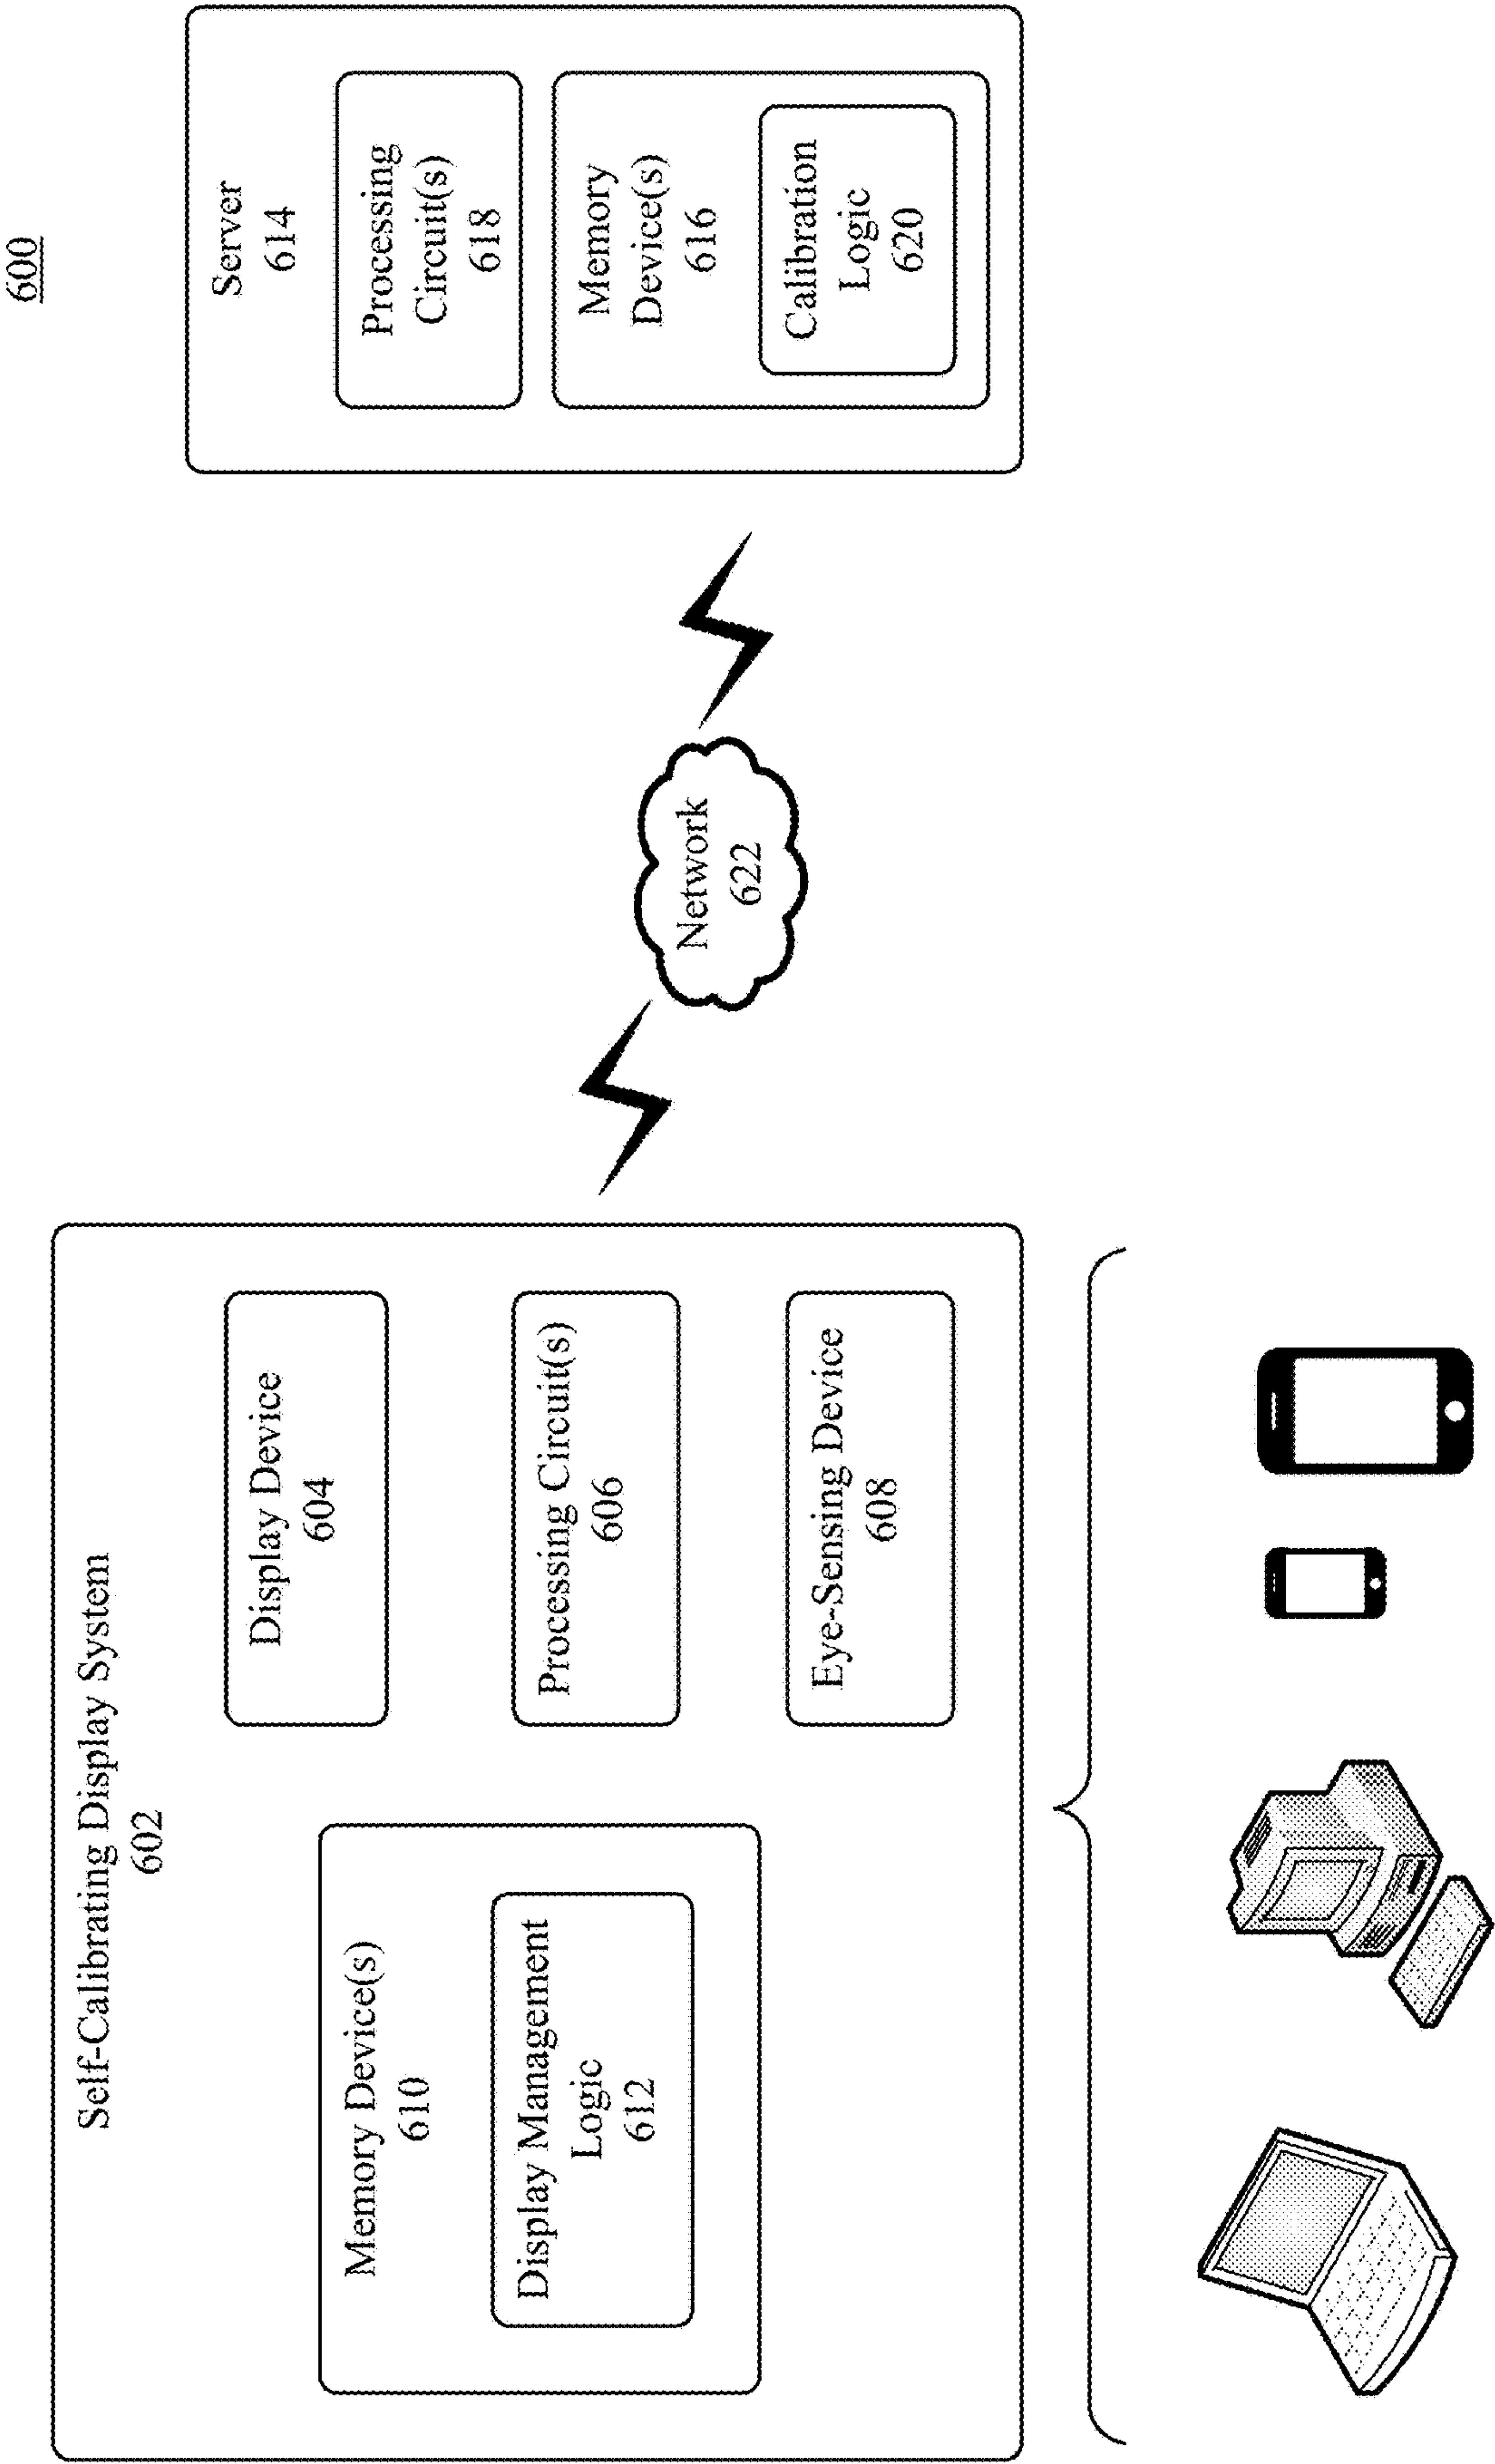 600
Self-Calibrating Display System
602
Memory Device(s)
610
Display Management
Logic
612
Display Device
604
Processing Circuit(s)
606
Eye-Sensing Device
608
Network
622
Server
614
Processing
Circuit(s)
618
Memory
Device(s)
616
Calibration
Logic
620